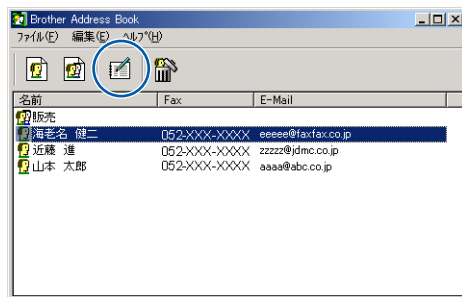 Brother Address Book
ファイル(F) 編集(E) ヘルプ(H)
名前 Fax E-Mail
販売
海老名 健二 052-XXX-XXXX eeeee@faxfax.co.jp
近藤 進 052-XXX-XXXX zzzzz@jdmc.co.jp
山本 太郎 052-XXX-XXXX aaaa@abc.co.jp